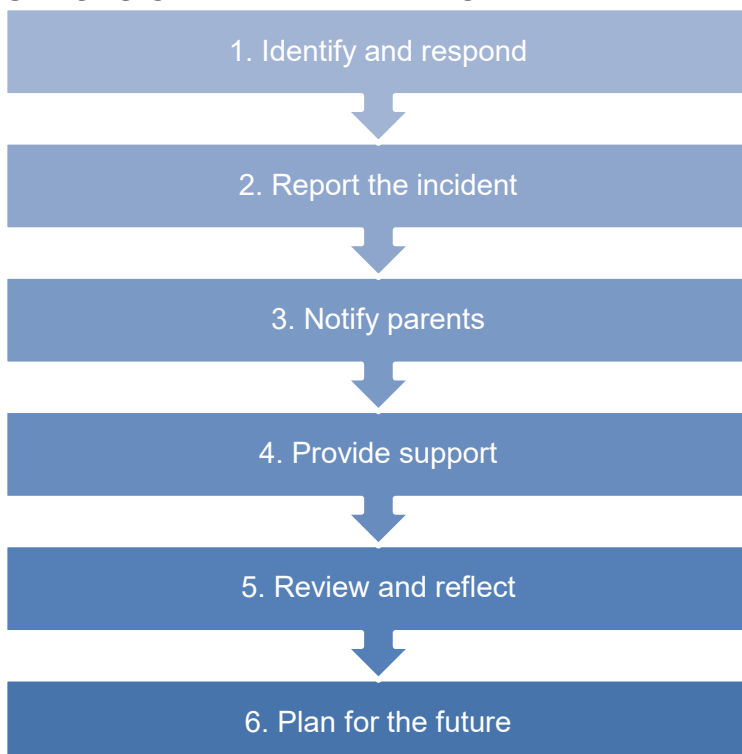 1. Identify and respond
2. Report the incident
3. Notify parents
4. Provide support
5. Review and reflect
6. Plan for the future